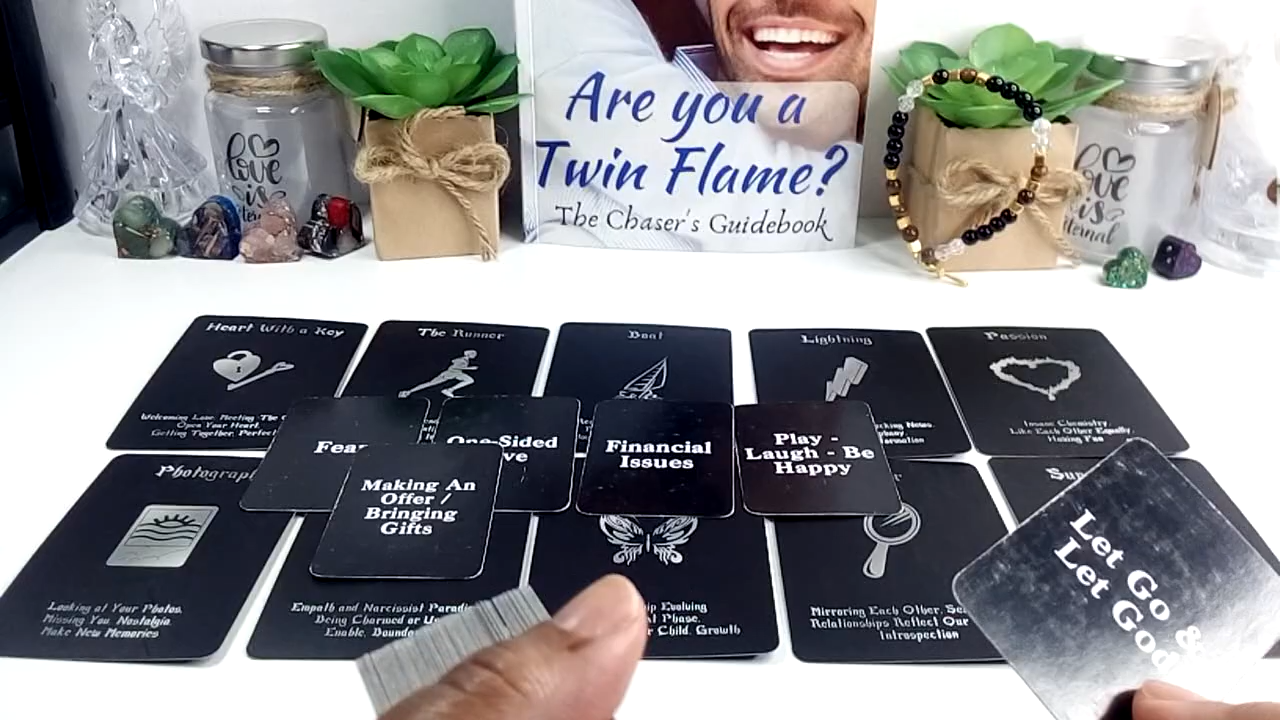 Are you a
Twin Flame?
The Chaser's Guidebook
love
is
love
is
Heart With a Key
Welcoming Love. Meeting The
Open Your Heart.
Getting Together, Perfect
The Runner
Boat
Lightning
Passion
Insane Chemistry
Like Each Other Equally
Having Fun
Fear
One-Sided
Financial
Issues
Play -
Laugh - Be
Happy
Making An
Offer /
Bringing
Gifts
Photograph
Looking at Your Photos.
Missing You. Nostalgia.
Make New Memories
Empath and Narcissist
Being Charmed or
Enable,
Evolving
Phase.
Child. Growth
Mirroring Each Other.
Relationships Reflect Our
Introspection
Let Go &
Let God